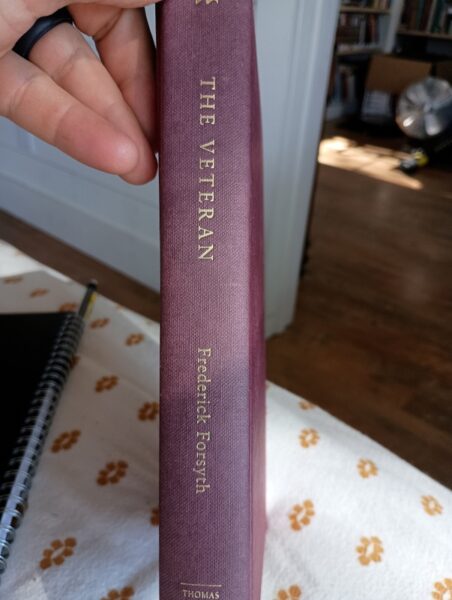 THE VETERAN
Frederick Forsyth
THOMAS